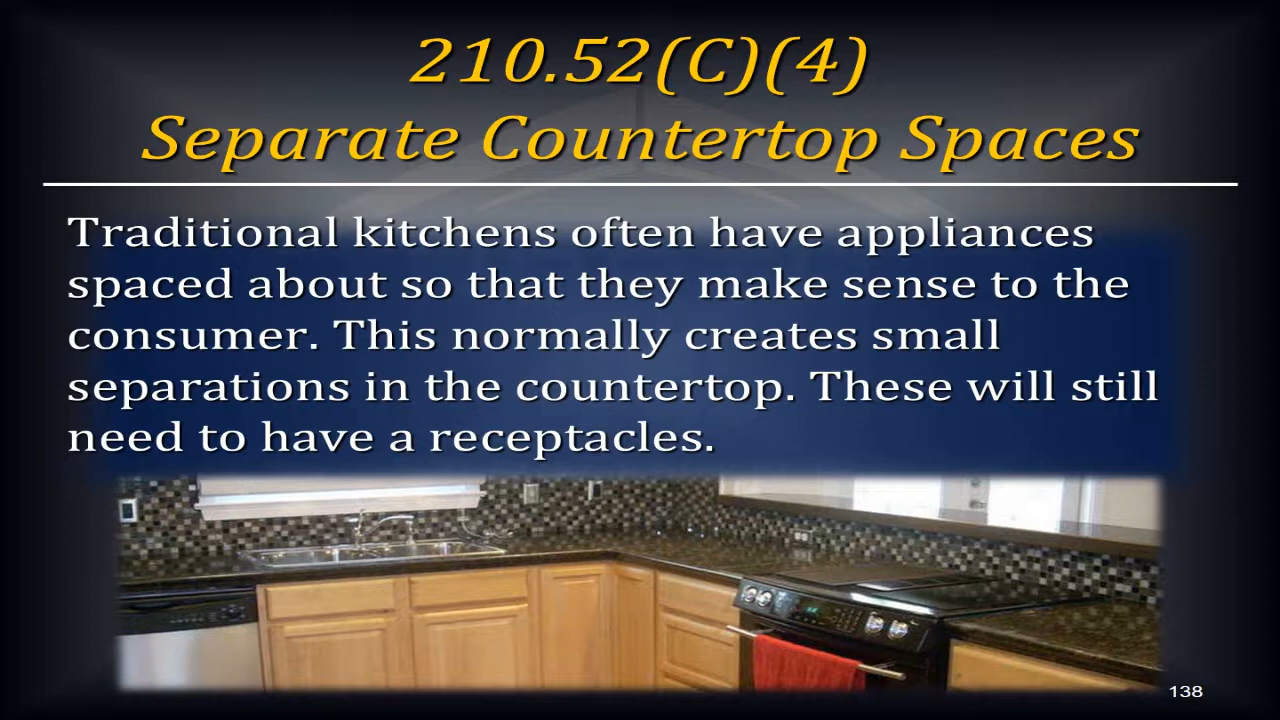 210.52(C)(4)
Separate Countertop Spaces
Traditional kitchens often have appliances
spaced about so that they make sense to the
consumer. This normally creates small
separations in the countertop. These will still
need to have a receptacles.
138